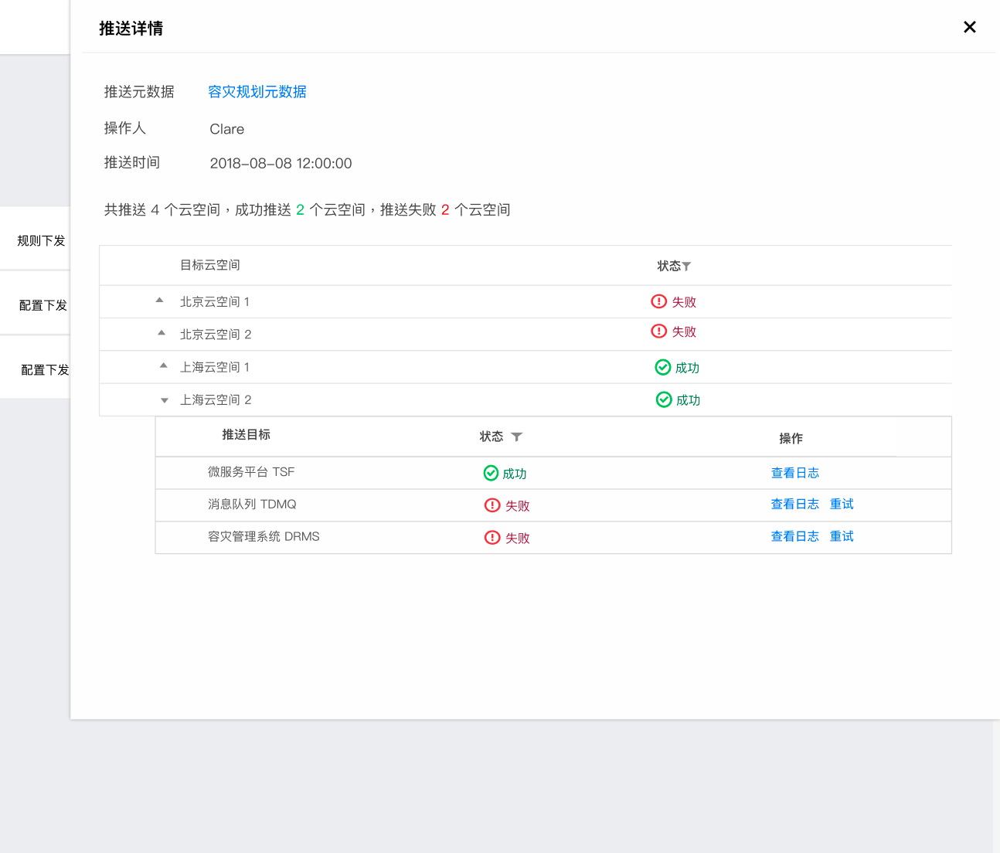 推送详情
推送元数据 容灾规划元数据
操作人 Clare
推送时间 2018-08-08 12:00:00
共推送 4 个云空间，成功推送 2 个云空间，推送失败 2 个云空间
规则下发
配置下发
配置下发
目标云空间 状态
北京云空间 1 失败
北京云空间 2 失败
上海云空间 1 成功
上海云空间 2 成功
推送目标 状态 操作
微服务平台 TSF 成功 查看日志
消息队列 TDMQ 失败 查看日志 重试
容灾管理系统 DRMS 失败 查看日志 重试